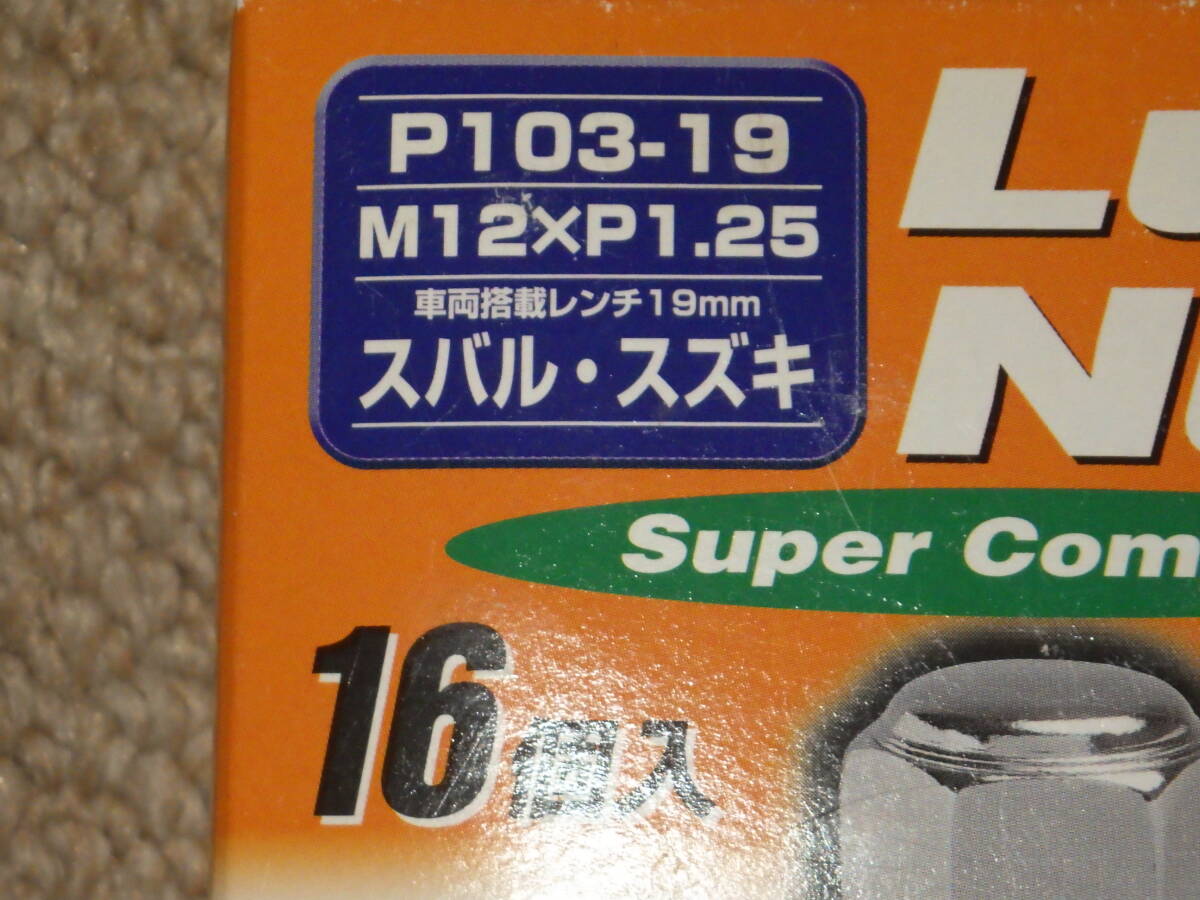 P103-19
M12×P1.25
車両搭載レンチ19mm
スバル・スズキ
Super Com
16個入